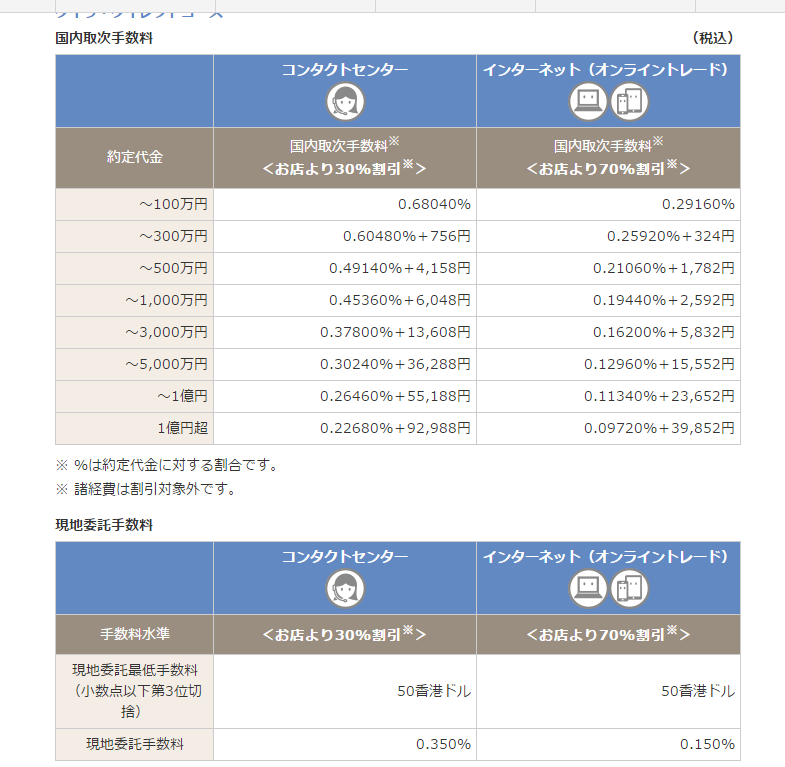 国内取次手数料 （税込）
コンタクトセンター インターネット（オンライントレード）
約定代金 国内取次手数料※ 国内取次手数料※
＜お店より30%割引※＞ ＜お店より70%割引※＞
～100万円 0.68040% 0.29160%
～300万円 0.60480%＋756円 0.25920%＋324円
～500万円 0.49140%＋4,158円 0.21060%＋1,782円
～1,000万円 0.45360%＋6,048円 0.19440%＋2,592円
～3,000万円 0.37800%＋13,608円 0.16200%＋5,832円
～5,000万円 0.30240%＋36,288円 0.12960%＋15,552円
～1億円 0.26460%＋55,188円 0.11340%＋23,652円
1億円超 0.22680%＋92,988円 0.09720%＋39,852円
※ %は約定代金に対する割合です。
※ 諸経費は割引対象外です。
現地委託手数料
コンタクトセンター インターネット（オンライントレード）
手数料水準 ＜お店より30%割引※＞ ＜お店より70%割引※＞
現地委託最低手数料
（小数点以下第3位切 50香港ドル 50香港ドル
捨）
現地委託手数料 0.350% 0.150%